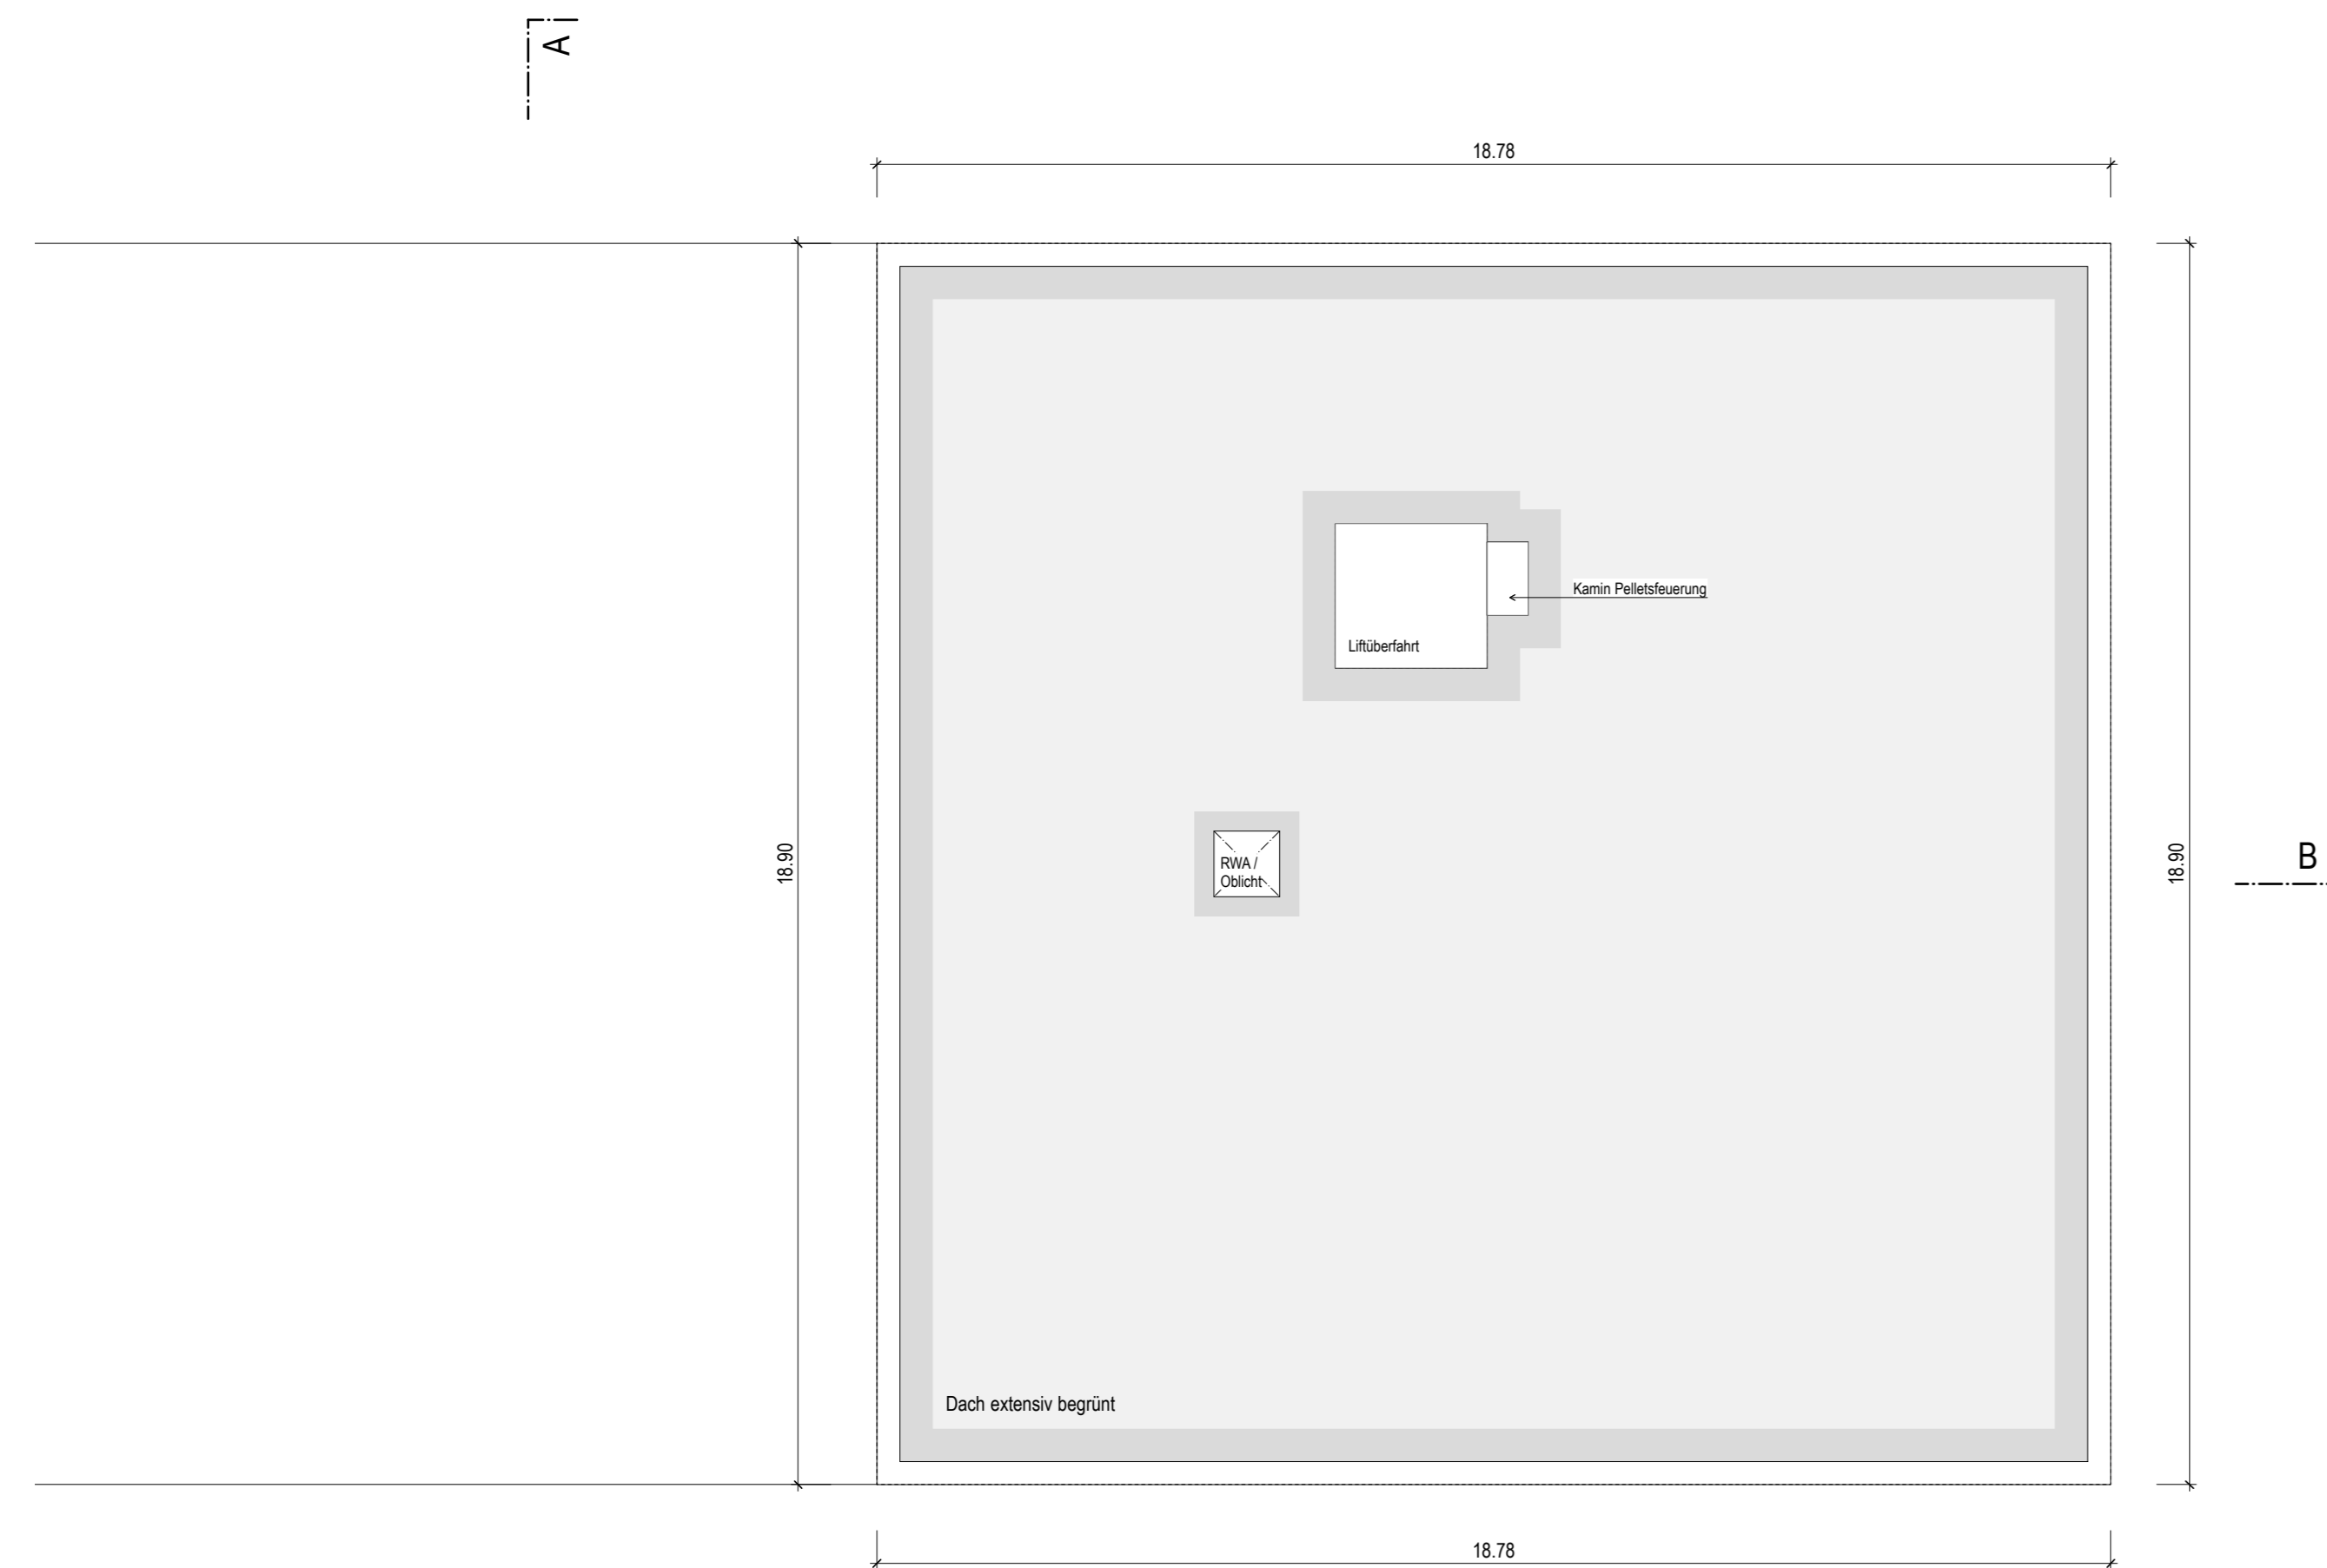 A
18.78
18.90
18.90
B
Kamin Pelletsfeuerung
Liftüberfahrt
RWA /
Oblicht
Dach extensiv begrünt
18.78